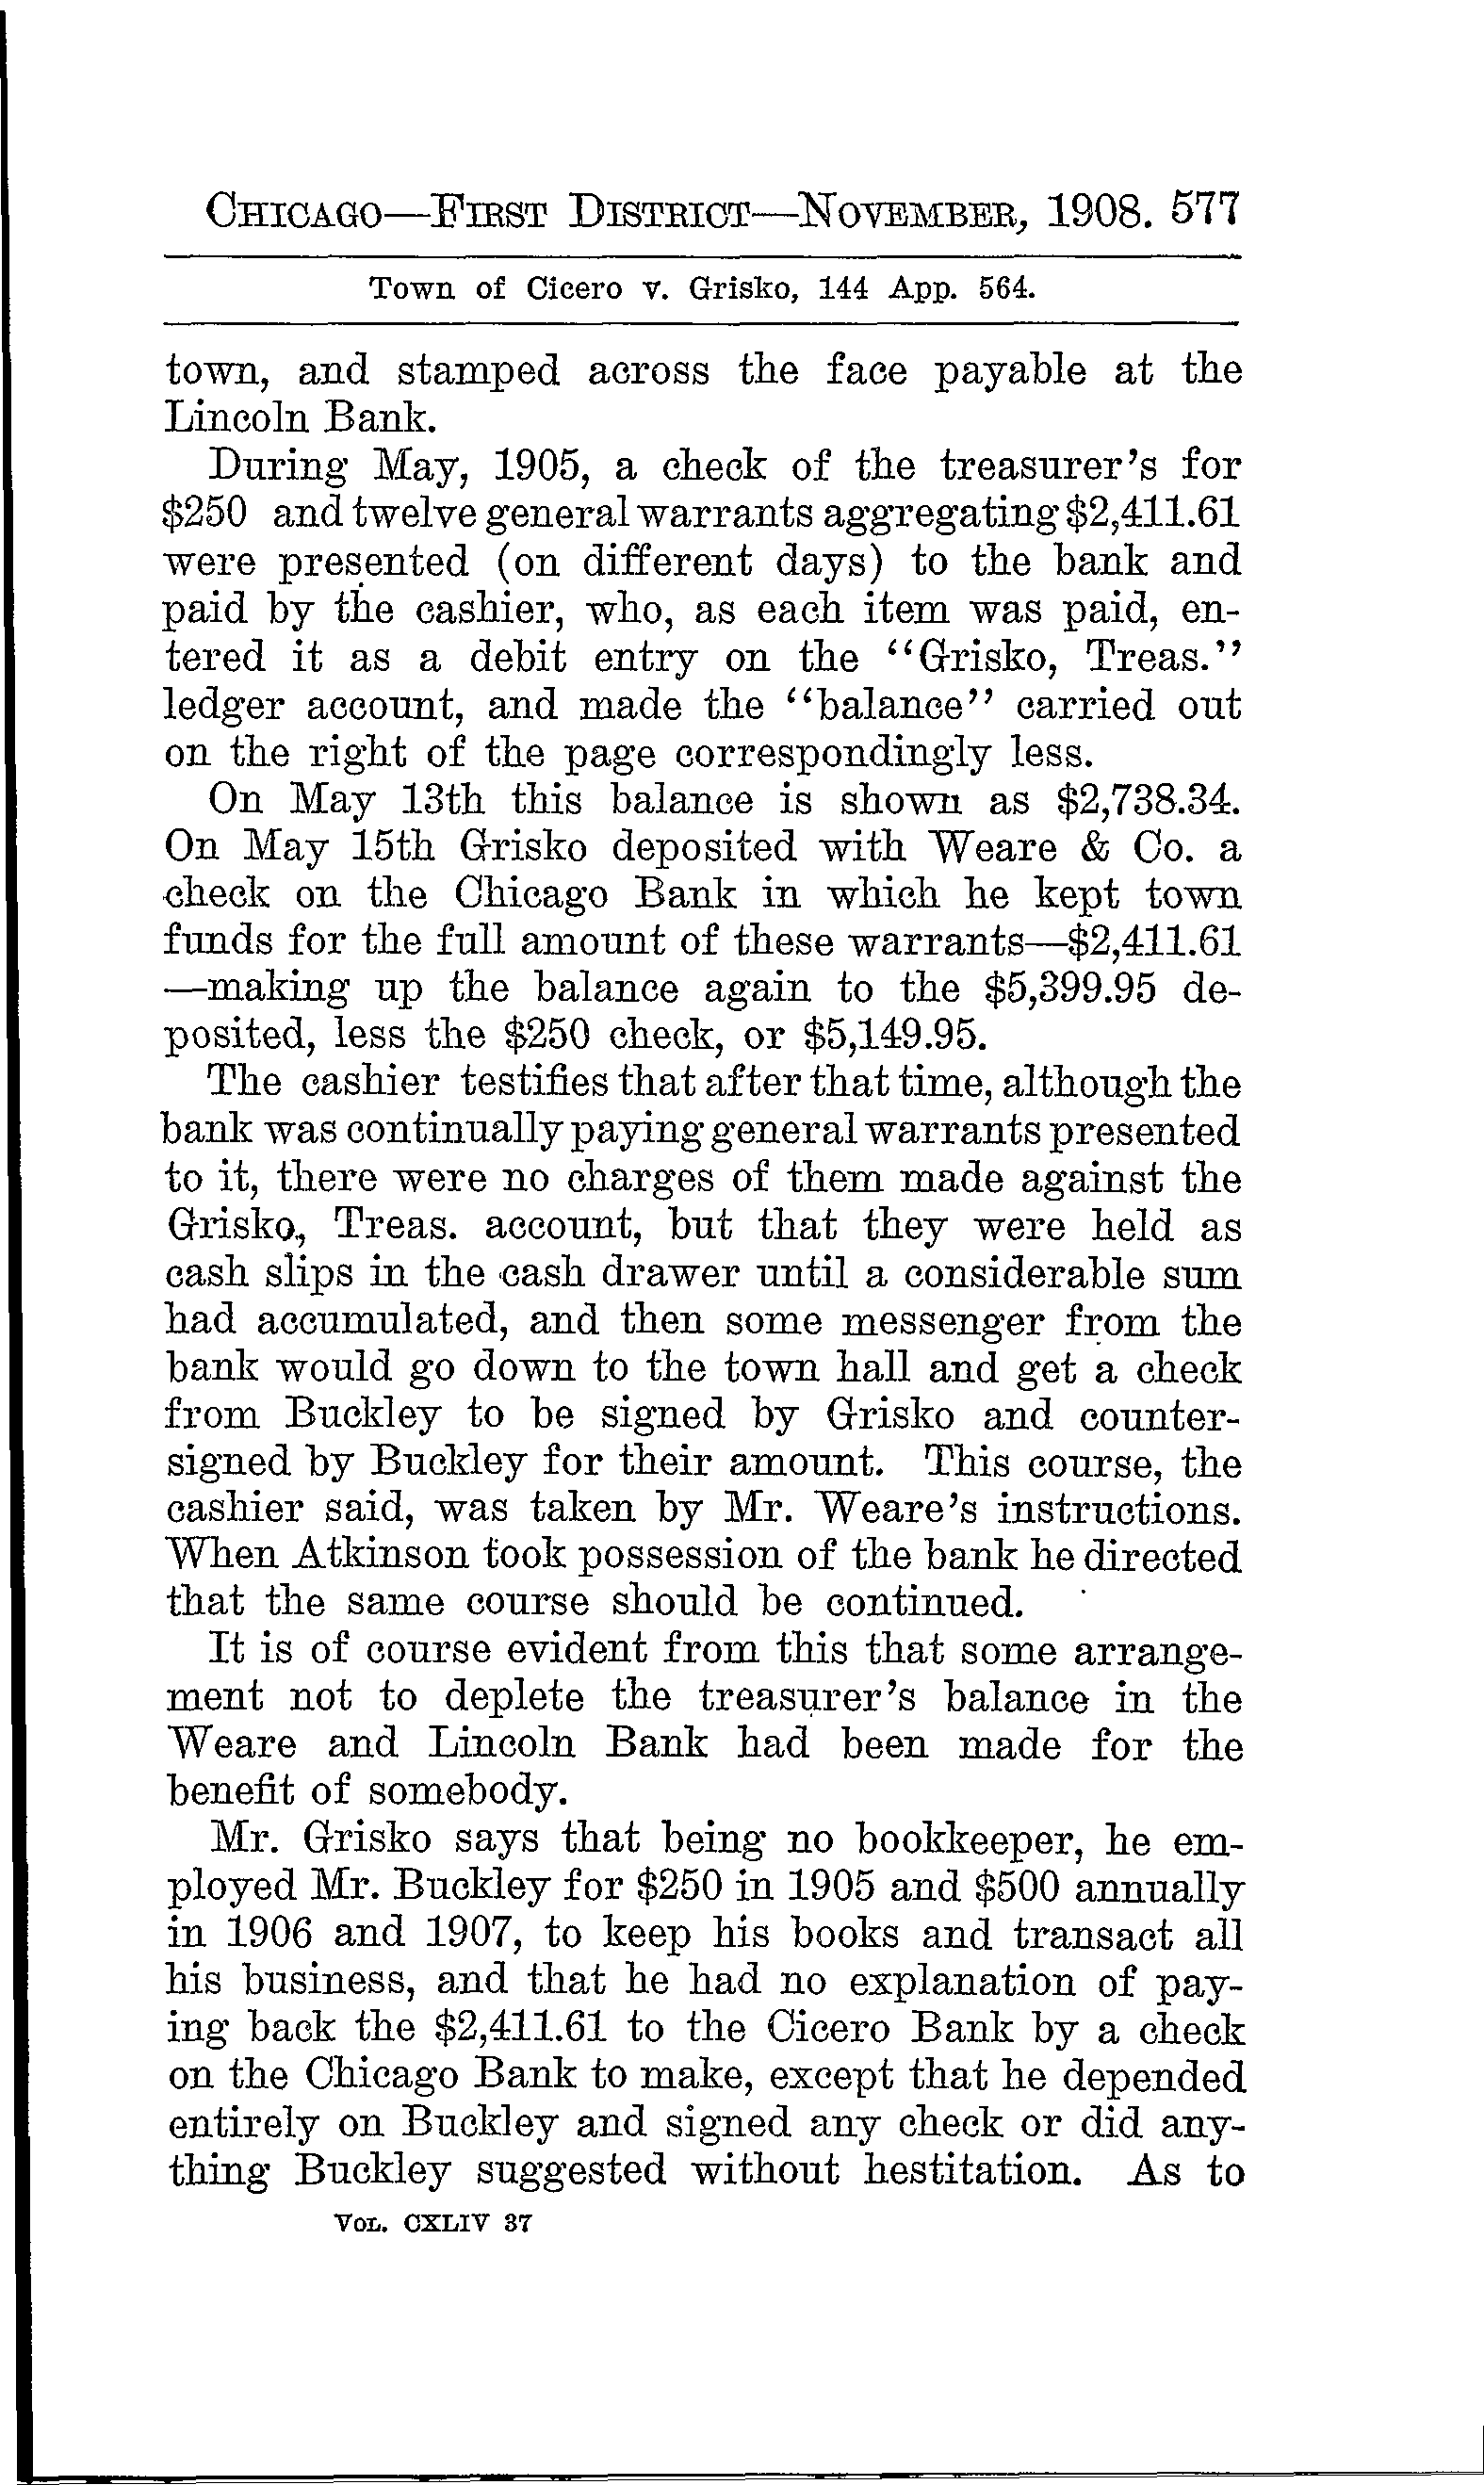 CHICAGO—FIRST DISTRICT—NOVEMBER, 1908. 577
Town of Cicero v. Grisko, 144 App. 564.
town, and stamped across the face payable at the
Lincoln Bank.
During May, 1905, a check of the treasurer's for
$250 and twelve general warrants aggregating $2,411.61
were presented (on different days) to the bank and
paid by the cashier, who, as each item was paid, en-
tered it as a debit entry on the "Grisko, Treas."
ledger account, and made the "balance" carried out
on the right of the page correspondingly less.
On May 13th this balance is shown as $2,738.34.
On May 15th Grisko deposited with Weare & Co. a
check on the Chicago Bank in which he kept town
funds for the full amount of these warrants—$2,411.61
—making up the balance again to the $5,399.95 de-
posited, less the $250 check, or $5,149.95.
The cashier testifies that after that time, although the
bank was continually paying general warrants presented
to it, there were no charges of them made against the
Grisko, Treas. account, but that they were held as
cash slips in the cash drawer until a considerable sum
had accumulated, and then some messenger from the
bank would go down to the town hall and get a check
from Buckley to be signed by Grisko and counter-
signed by Buckley for their amount. This course, the
cashier said, was taken by Mr. Weare's instructions.
When Atkinson took possession of the bank he directed
that the same course should be continued.
It is of course evident from this that some arrange-
ment not to deplete the treasurer's balance in the
Weare and Lincoln Bank had been made for the
benefit of somebody.
Mr. Grisko says that being no bookkeeper, he em-
ployed Mr. Buckley for $250 in 1905 and $500 annually
in 1906 and 1907, to keep his books and transact all
his business, and that he had no explanation of pay-
ing back the $2,411.61 to the Cicero Bank by a check
on the Chicago Bank to make, except that he depended
entirely on Buckley and signed any check or did any-
thing Buckley suggested without hestitation. As to
VOL. CXLIV 37